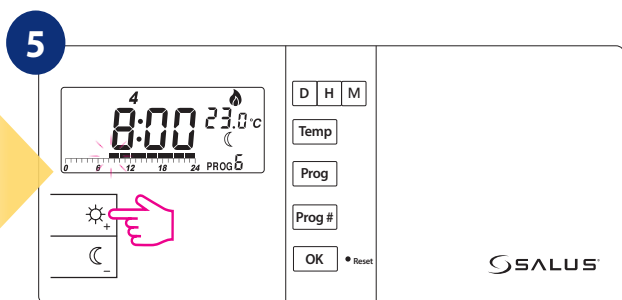 5
4
8:00
23.0 °C
0 6 12 18 24
PROG 6
+
−
D H M
Temp
Prog
Prog #
OK
Reset
SALUS